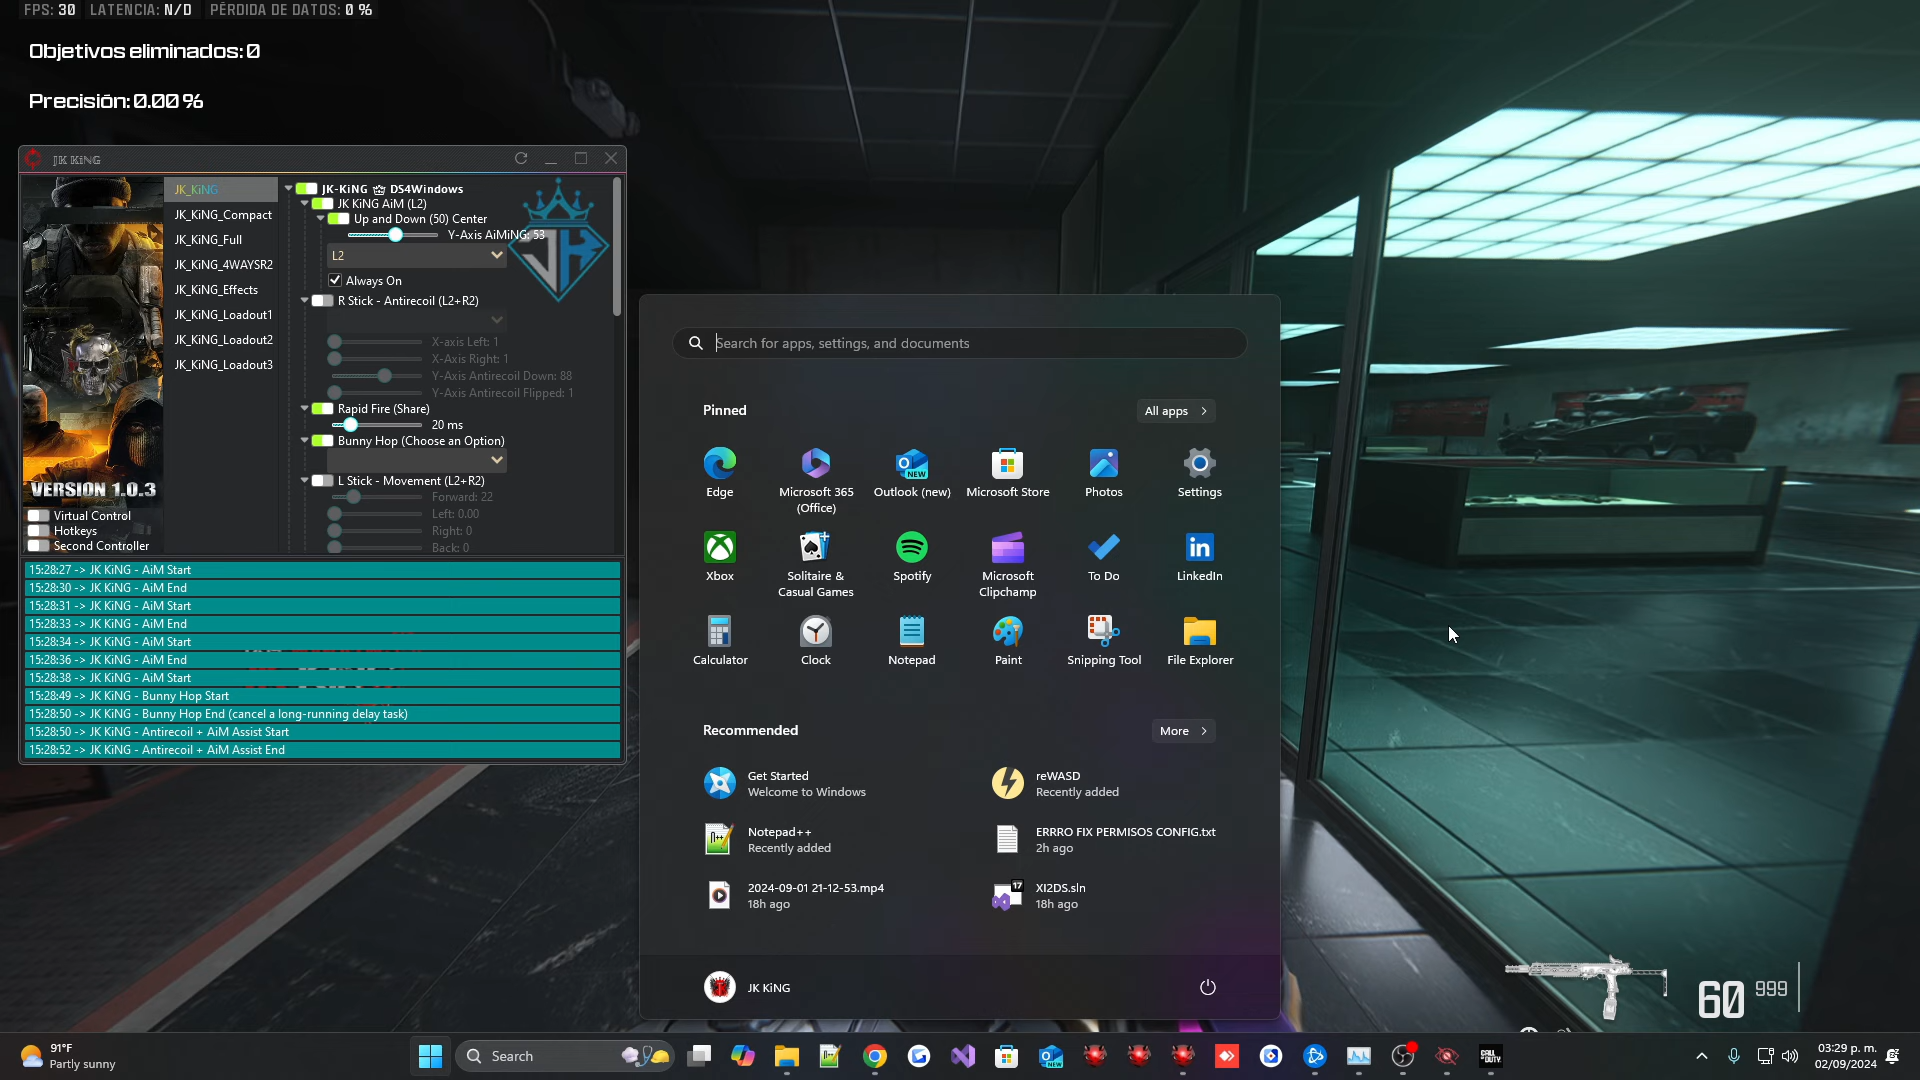 FPS: 30 LATENCIA: N/D PÉRDIDA DE DATOS: 0 %
Objetivos eliminados: 0
Precisión: 0.00 %
JK KiNG
JK_KiNG
JK_KiNG_Compact
JK_KiNG_Full
JK_KiNG_4WAYSR2
JK_KiNG_Effects
JK_KiNG_Loadout1
JK_KiNG_Loadout2
JK_KiNG_Loadout3
VERSION 1.0.3
Virtual Control
Hotkeys
Second Controller
JK-KiNG DS4Windows
JK KiNG AiM (L2)
Up and Down (50) Center
Y-Axis AiMiNG: 53
L2
Always On
R Stick - Antirecoil (L2+R2)
X-axis Left: 1
X-Axis Right: 1
Y-Axis Antirecoil Down: 88
Y-Axis Antirecoil Flipped: 1
Rapid Fire (Share)
20 ms
Bunny Hop (Choose an Option)
L Stick - Movement (L2+R2)
Forward: 22
Left: 0.00
Right: 0
Back: 0
JK
15:28:27 -> JK KiNG - AiM Start
15:28:30 -> JK KiNG - AiM End
15:28:31 -> JK KiNG - AiM Start
15:28:33 -> JK KiNG - AiM End
15:28:34 -> JK KiNG - AiM Start
15:28:36 -> JK KiNG - AiM End
15:28:38 -> JK KiNG - AiM Start
15:28:49 -> JK KiNG - Bunny Hop Start
15:28:50 -> JK KiNG - Bunny Hop End (cancel a long-running delay task)
15:28:50 -> JK KiNG - Antirecoil + AiM Assist Start
15:28:52 -> JK KiNG - Antirecoil + AiM Assist End
Search for apps, settings, and documents
Pinned
All apps
Edge
Microsoft 365
(Office)
Outlook (new)
Microsoft Store
Photos
Settings
Xbox
Solitaire &
Casual Games
Spotify
Microsoft
Clipchamp
To Do
LinkedIn
Calculator
Clock
Notepad
Paint
Snipping Tool
File Explorer
Recommended
More
Get Started
Welcome to Windows
reWASD
Recently added
Notepad++
Recently added
ERRRO FIX PERMISOS CONFIG.txt
2h ago
2024-09-01 21-12-53.mp4
18h ago
XI2DS.sln
18h ago
JK KiNG
60 999
91°F
Partly sunny
Search
CALL OF DUTY
03:29 p. m.
02/09/2024